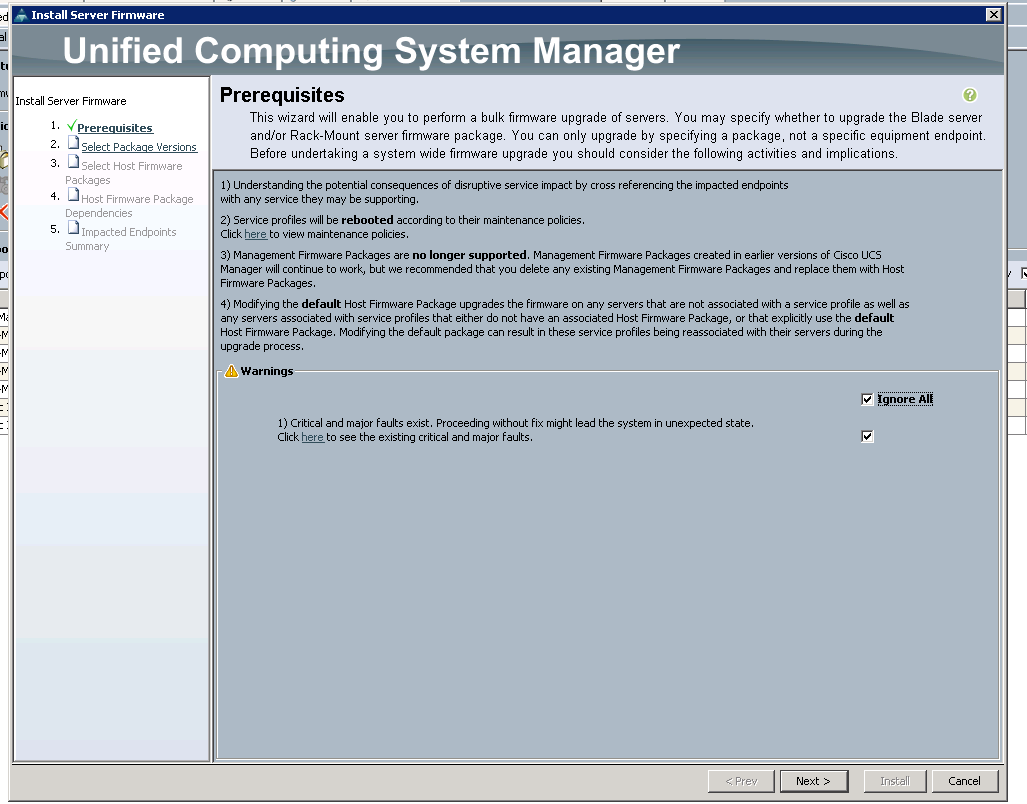 Install Server Firmware
Unified Computing System Manager
Install Server Firmware
1. Prerequisites
2. Select Package Versions
3. Select Host Firmware
Packages
4. Host Firmware Package
Dependencies
5. Impacted Endpoints
Summary
Prerequisites
This wizard will enable you to perform a bulk firmware upgrade of servers. You may specify whether to upgrade the Blade server
and/or Rack-Mount server firmware package. You can only upgrade by specifying a package, not a specific equipment endpoint.
Before undertaking a system wide firmware upgrade you should consider the following activities and implications.
1) Understanding the potential consequences of disruptive service impact by cross referencing the impacted endpoints
with any service they may be supporting.
2) Service profiles will be rebooted according to their maintenance policies.
Click here to view maintenance policies.
3) Management Firmware Packages are no longer supported. Management Firmware Packages created in earlier versions of Cisco UCS
Manager will continue to work, but we recommended that you delete any existing Management Firmware Packages and replace them with Host
Firmware Packages.
4) Modifying the default Host Firmware Package upgrades the firmware on any servers that are not associated with a service profile as well as
any servers associated with service profiles that either do not have an associated Host Firmware Package, or that explicitly use the default
Host Firmware Package. Modifying the default package can result in these service profiles being reassociated with their servers during the
upgrade process.
Warnings
Ignore All
1) Critical and major faults exist. Proceeding without fix might lead the system in unexpected state.
Click here to see the existing critical and major faults.
< Prev
Next >
Install
Cancel